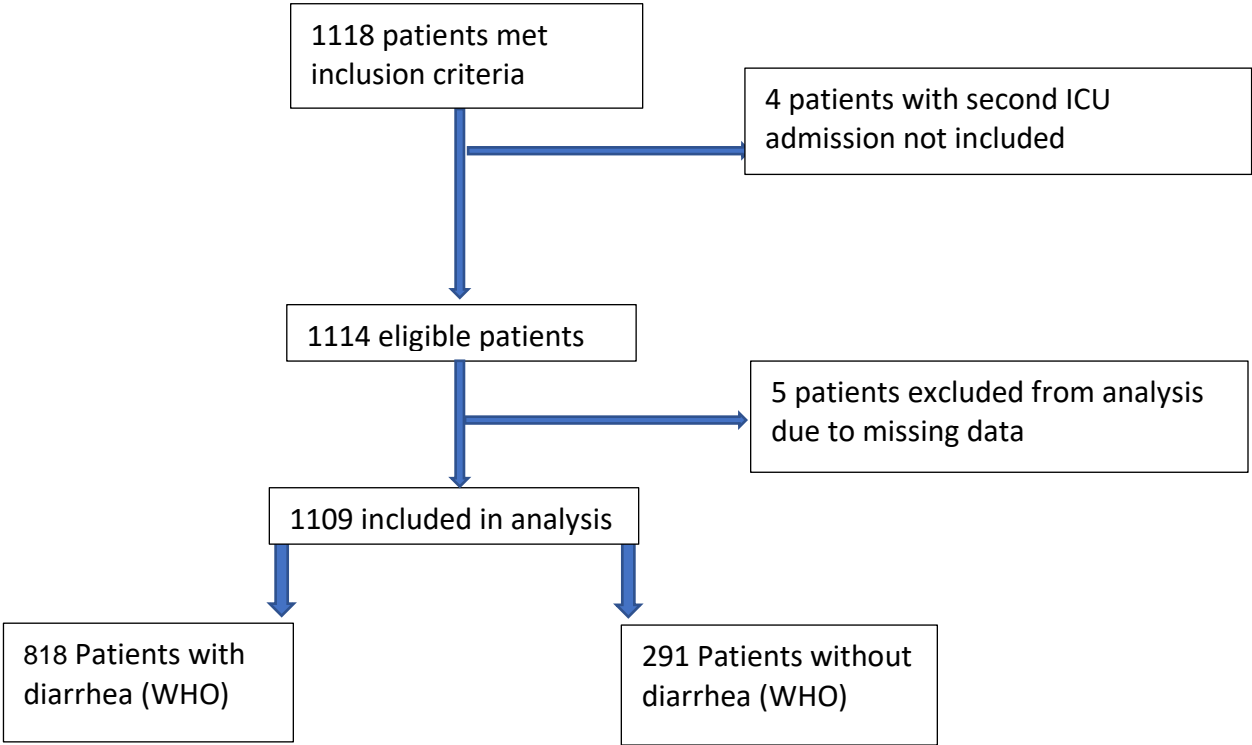 1118 patients met
inclusion criteria
4 patients with second ICU
admission not included
1114 eligible patients
5 patients excluded from analysis
due to missing data
1109 included in analysis
818 Patients with
diarrhea (WHO)
291 Patients without
diarrhea (WHO)